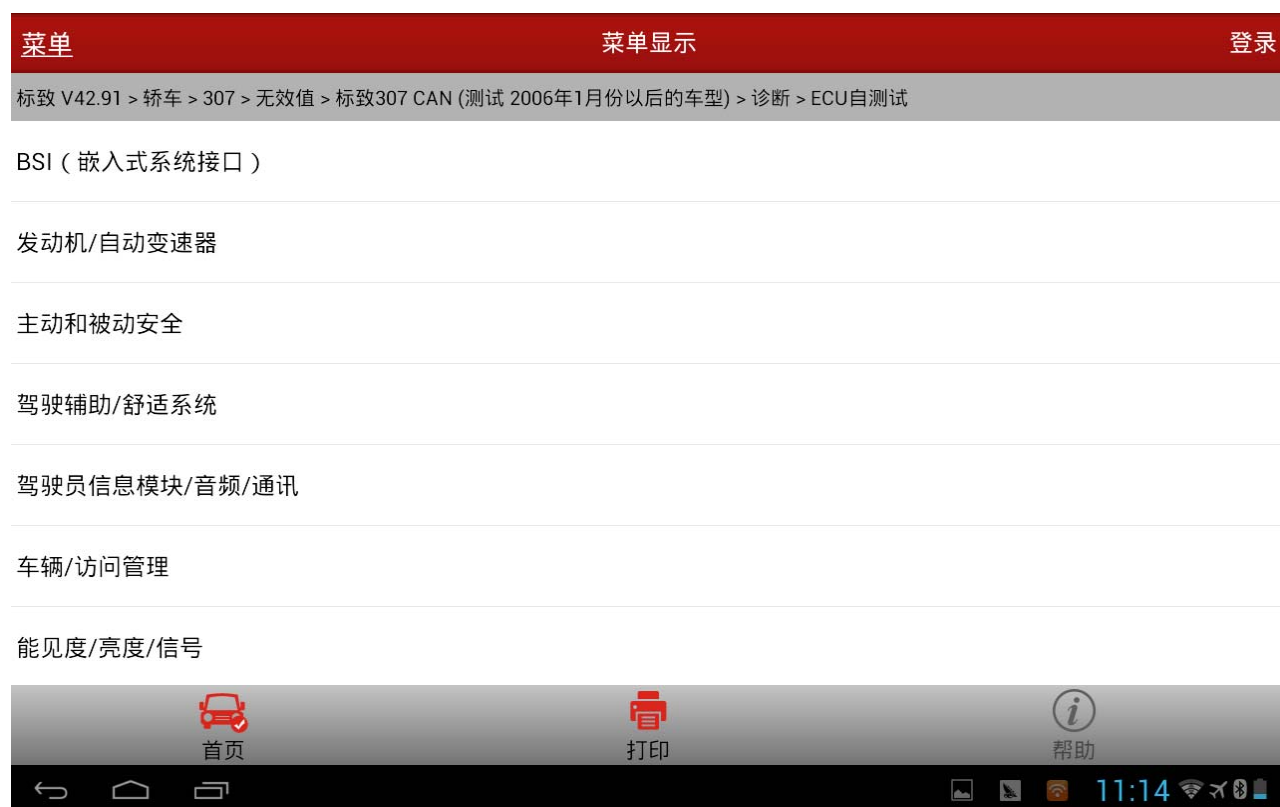 菜单 菜单显示 登录
标致 V42.91 > 轿车 > 307 > 无效值 > 标致307 CAN (测试 2006年1月份以后的车型) > 诊断 > ECU自测试
BSI（嵌入式系统接口）
发动机/自动变速器
主动和被动安全
驾驶辅助/舒适系统
驾驶员信息模块/音频/通讯
车辆/访问管理
能见度/亮度/信号
首页 打印 帮助
11:14